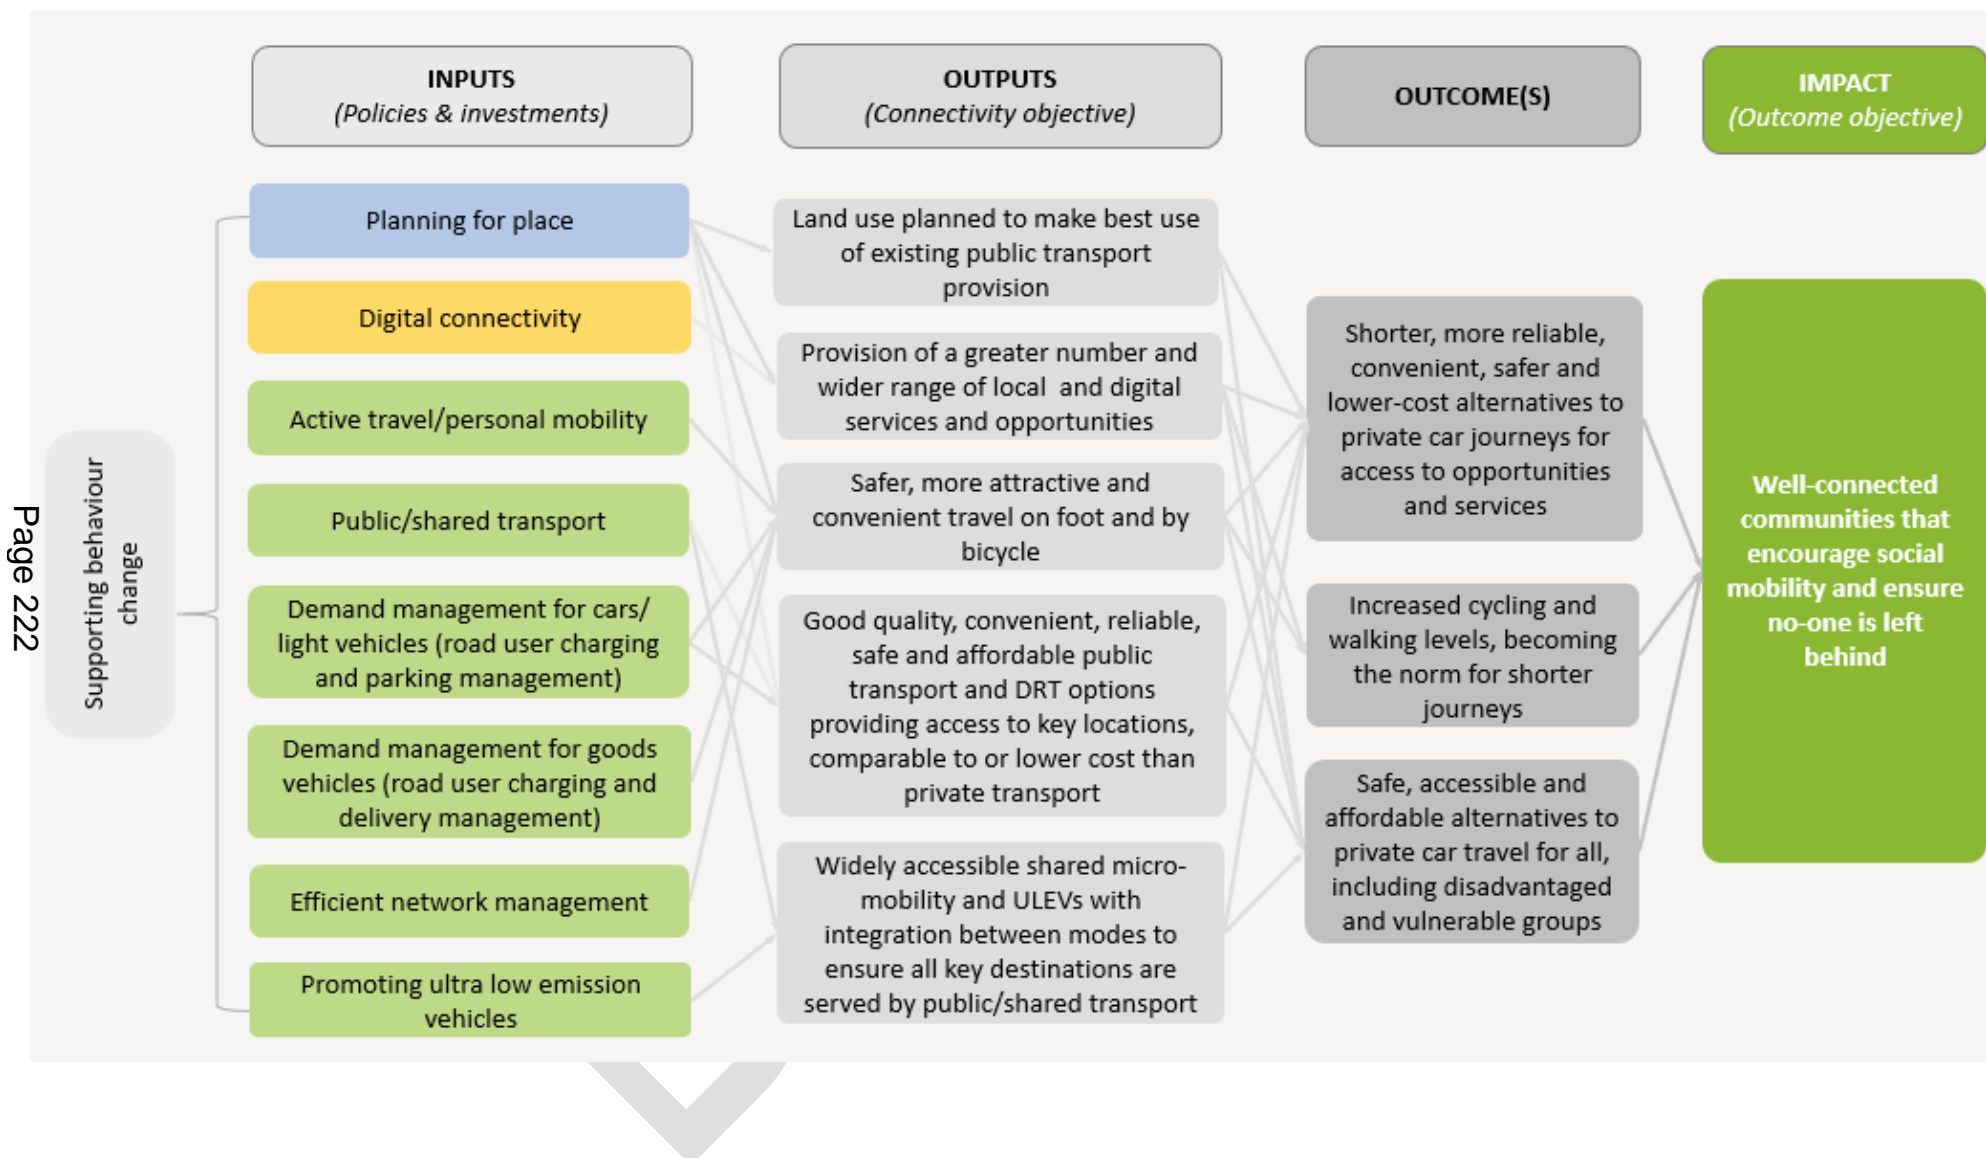 INPUTS
(Policies & investments)
OUTPUTS
(Connectivity objective)
OUTCOME(S)
IMPACT
(Outcome objective)
Page 222
Supporting behaviour
change
Planning for place
Digital connectivity
Active travel/personal mobility
Public/shared transport
Demand management for cars/
light vehicles (road user charging
and parking management)
Demand management for goods
vehicles (road user charging and
delivery management)
Efficient network management
Promoting ultra low emission
vehicles
Land use planned to make best use
of existing public transport
provision
Provision of a greater number and
wider range of local and digital
services and opportunities
Safer, more attractive and
convenient travel on foot and by
bicycle
Good quality, convenient, reliable,
safe and affordable public
transport and DRT options
providing access to key locations,
comparable to or lower cost than
private transport
Widely accessible shared micro-
mobility and ULEVs with
integration between modes to
ensure all key destinations are
served by public/shared transport
Shorter, more reliable,
convenient, safer and
lower-cost alternatives to
private car journeys for
access to opportunities
and services
Increased cycling and
walking levels, becoming
the norm for shorter
journeys
Safe, accessible and
affordable alternatives to
private car travel for all,
including disadvantaged
and vulnerable groups
Well-connected
communities that
encourage social
mobility and ensure
no-one is left
behind